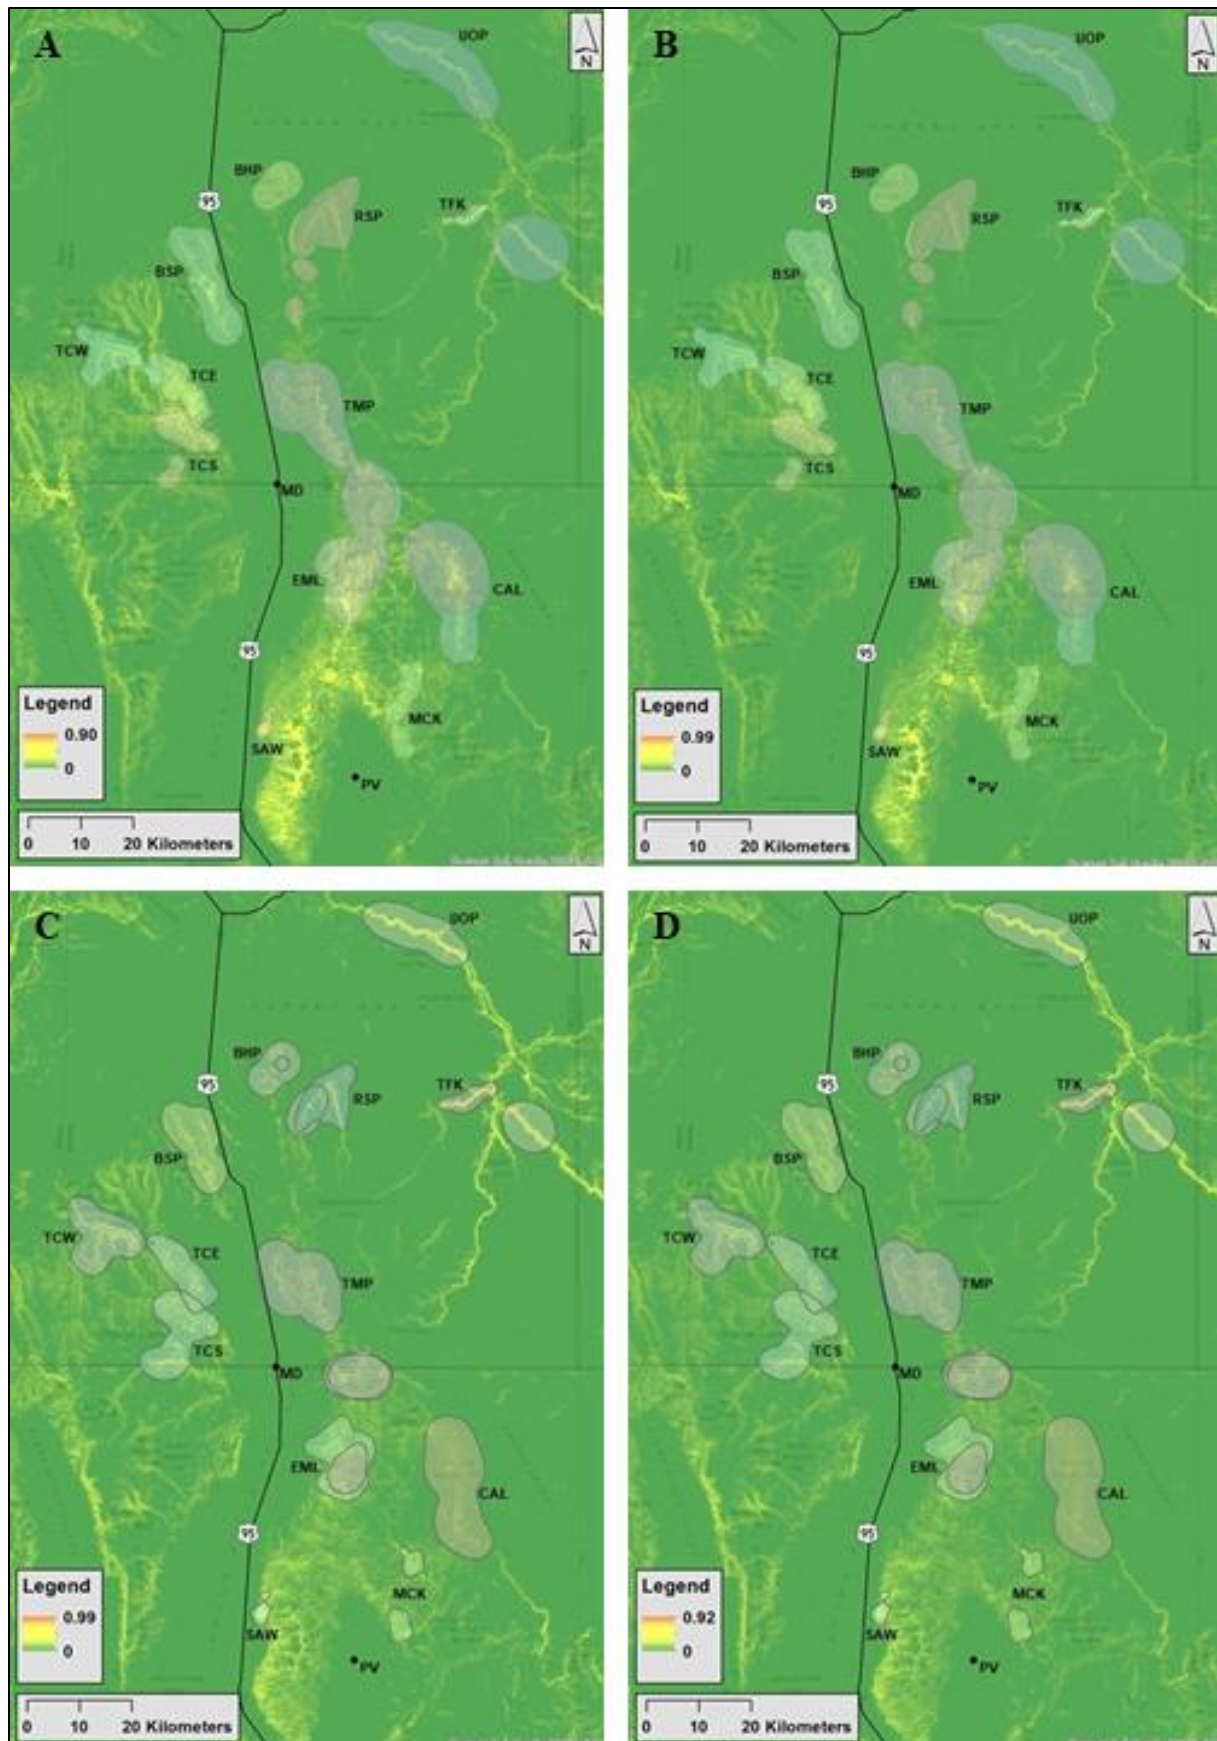 A
UOP
N
BHP
95
RSP
TFK
BSP
TCW
TCE
TMP
TCS
MD
EML
CAL
95
Legend
0.90
0
MCK
SAW
PV
0 10 20 Kilometers
B
UOP
N
BHP
95
RSP
TFK
BSP
TCW
TCE
TMP
TCS
MD
EML
CAL
95
Legend
0.99
0
MCK
SAW
PV
0 10 20 Kilometers
C
UOP
N
BHP
95
RSP
TFK
BSP
TCW
TCE
TMP
TCS
MD
EML
CAL
95
Legend
0.99
0
MCK
SAW
PV
0 10 20 Kilometers
D
UOP
N
BHP
95
RSP
TFK
BSP
TCW
TCE
TMP
TCS
MD
EML
CAL
95
Legend
0.92
0
MCK
SAW
PV
0 10 20 Kilometers